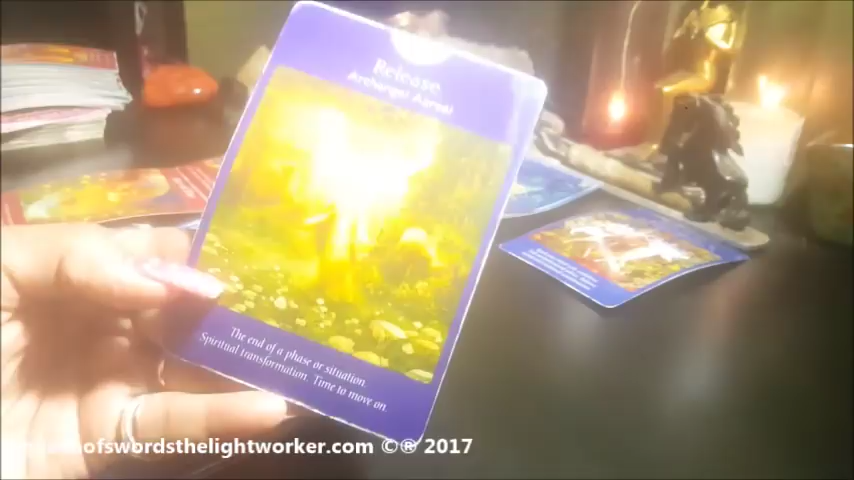 Release
Archangel Azrael
The end of a phase or situation.
Spiritual transformation. Time to move on.
ofswordsthelightworker.com ©® 2017